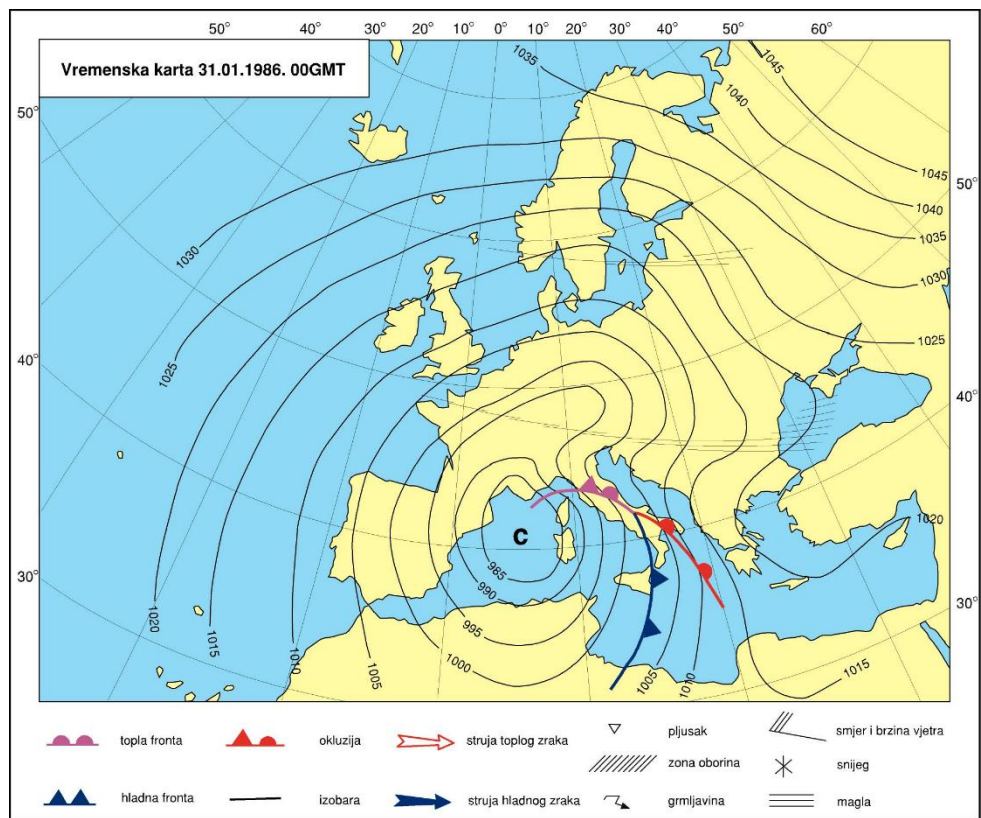 50° 40° 30° 20° 10° 0° 10° 20° 30° 40° 50° 60°
Vremenska karta 31.01.1986. 00GMT
1035
1045
1040
50°
1045
50°
1040
1035
1030
1030
1025
1025
40°
40°
1020
C
985
990
30°
995
30°
1020
1015
1010
1000
1005
1005
1010
1015
topla fronta
okluzija
struja toplog zraka
pljusak
smjer i brzina vjetra
zona oborina
snijeg
hladna fronta
izobara
struja hladnog zraka
grmljavina
magla